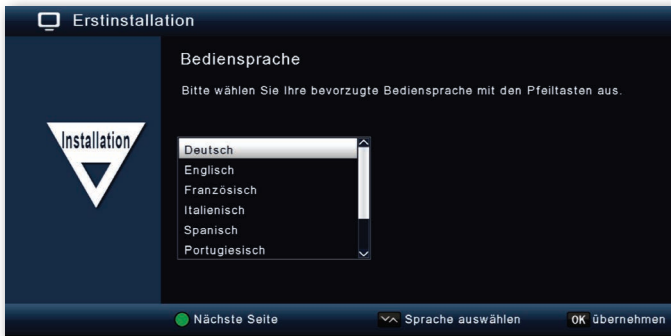 Erstinstallation
Bediensprache
Bitte wählen Sie Ihre bevorzugte Bediensprache mit den Pfeiltasten aus.
Installation
Deutsch
Englisch
Französisch
Italienisch
Spanisch
Portugiesisch
Nächste Seite
Sprache auswählen
OK übernehmen